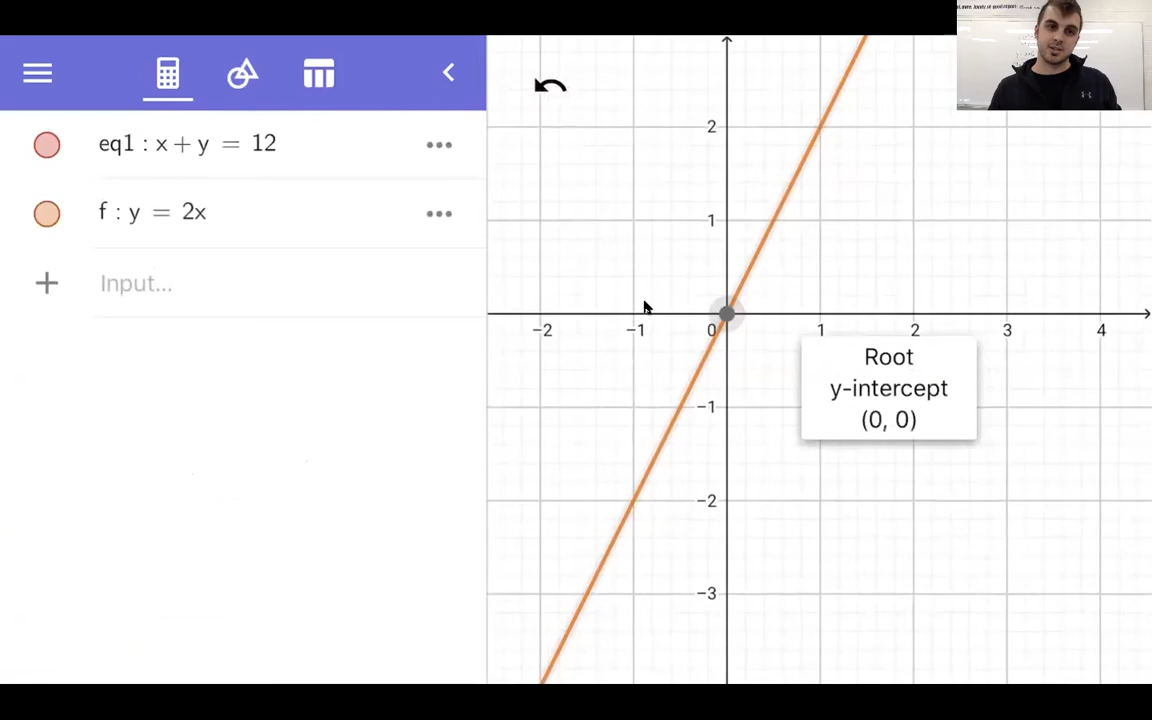 eq1 : x + y = 12
f : y = 2x
Input...
2
1
−2
−1
0
1
2
3
4
−1
−2
−3
Root
y-intercept
(0, 0)